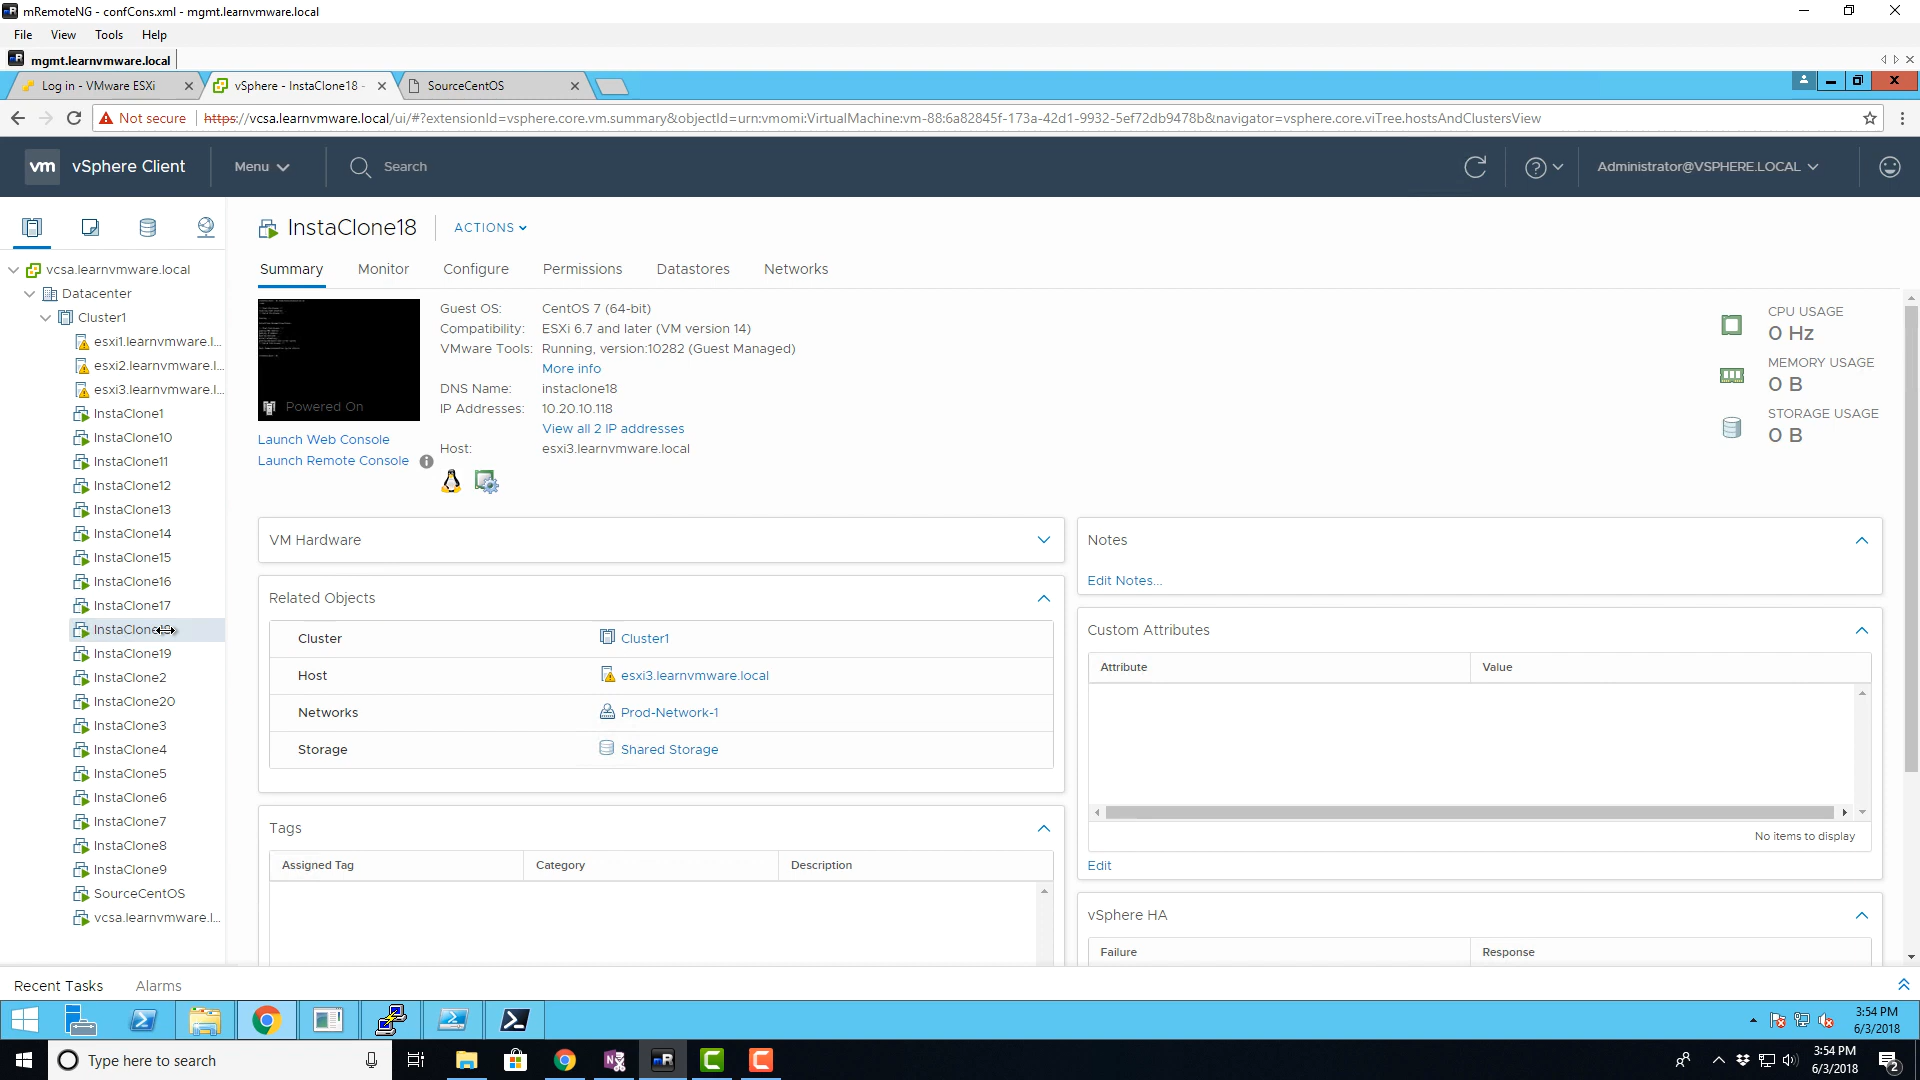 mRemoteNG - confCons.xml - mgmt.learnvmware.local
File View Tools Help
mgmt.learnvmware.local
Log in - VMware ESXi
vSphere - InstaClone18 -
SourceCentOS
Not secure
https://vcsa.learnvmware.local/ui/#?extensionId=vsphere.core.vm.summary&objectId=urn:vmomi:VirtualMachine:vm-88:6a82845f-173a-42d1-9932-5ef72db9478b&navigator=vsphere.core.viTree.hostsAndClustersView
vm vSphere Client
Menu
Search
Administrator@VSPHERE.LOCAL
vcsa.learnvmware.local
Datacenter
Cluster1
esxi1.learnvmware.l...
esxi2.learnvmware.l...
esxi3.learnvmware.l...
InstaClone1
InstaClone10
InstaClone11
InstaClone12
InstaClone13
InstaClone14
InstaClone15
InstaClone16
InstaClone17
InstaClone19
InstaClone2
InstaClone20
InstaClone3
InstaClone4
InstaClone5
InstaClone6
InstaClone7
InstaClone8
InstaClone9
SourceCentOS
vcsa.learnvmware.l...
InstaClone18
ACTIONS
Summary Monitor Configure Permissions Datastores Networks
Powered On
Launch Web Console
Launch Remote Console
Guest OS: CentOS 7 (64-bit)
Compatibility: ESXi 6.7 and later (VM version 14)
VMware Tools: Running, version:10282 (Guest Managed)
More info
DNS Name: instaclone18
IP Addresses: 10.20.10.118
View all 2 IP addresses
Host: esxi3.learnvmware.local
CPU USAGE
0 Hz
MEMORY USAGE
0 B
STORAGE USAGE
0 B
VM Hardware
Related Objects
Cluster Cluster1
Host esxi3.learnvmware.local
Networks Prod-Network-1
Storage Shared Storage
Tags
Assigned Tag Category Description
Notes
Edit Notes...
Custom Attributes
Attribute Value
No items to display
Edit
vSphere HA
Failure Response
Recent Tasks Alarms
3:54 PM
6/3/2018
Type here to search
3:54 PM
6/3/2018
2